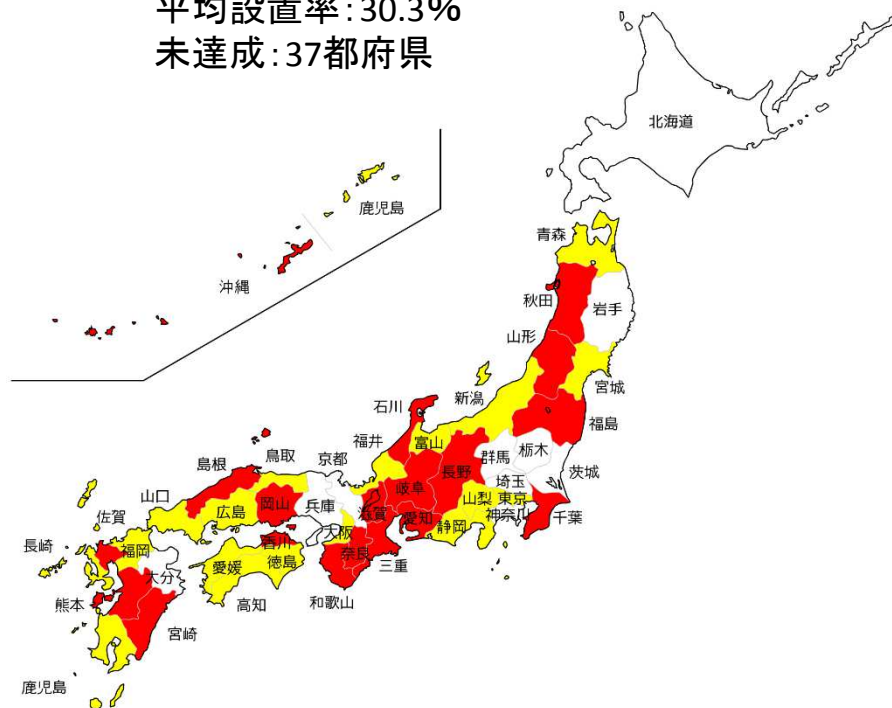 平均設置率:30.3%
未達成:37都府県
北海道
鹿児島
沖縄
青森
秋田
岩手
山形
宮城
新潟
石川
福島
福井
富山
群馬
栃木
茨城
島根
鳥取
京都
長野
埼玉
山口
広島
岡山
兵庫
滋賀
岐阜
山梨
東京
神奈川
千葉
佐賀
大阪
愛知
静岡
長崎
福岡
香川
奈良
三重
大分
愛媛
徳島
熊本
高知
和歌山
宮崎
鹿児島